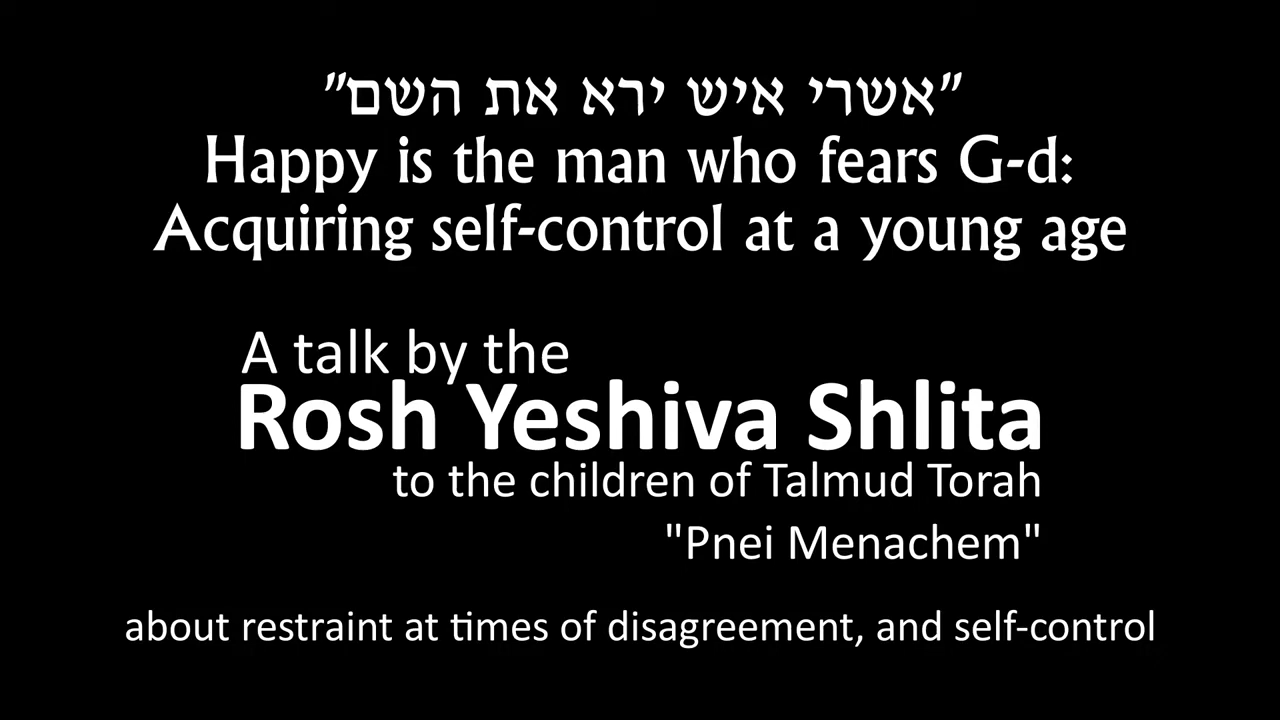 "אשרי איש ירא את השם"
Happy is the man who fears G-d:
Acquiring self-control at a young age
A talk by the
Rosh Yeshiva Shlita
to the children of Talmud Torah
"Pnei Menachem"
about restraint at times of disagreement, and self-control